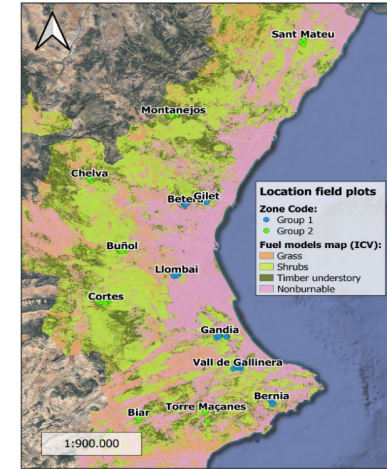 Sant Mateu
Montanejos
Chelva
Bete Gilet
Buñol
Llombai
Cortes
Gandia
Vall de Gallinera
Bernia
Torre Maçanes
Biar
Location field plots
Zone Code:
Group 1
Group 2
Fuel models map (ICV):
Grass
Shrubs
Timber understory
Nonburnable
1:900.000